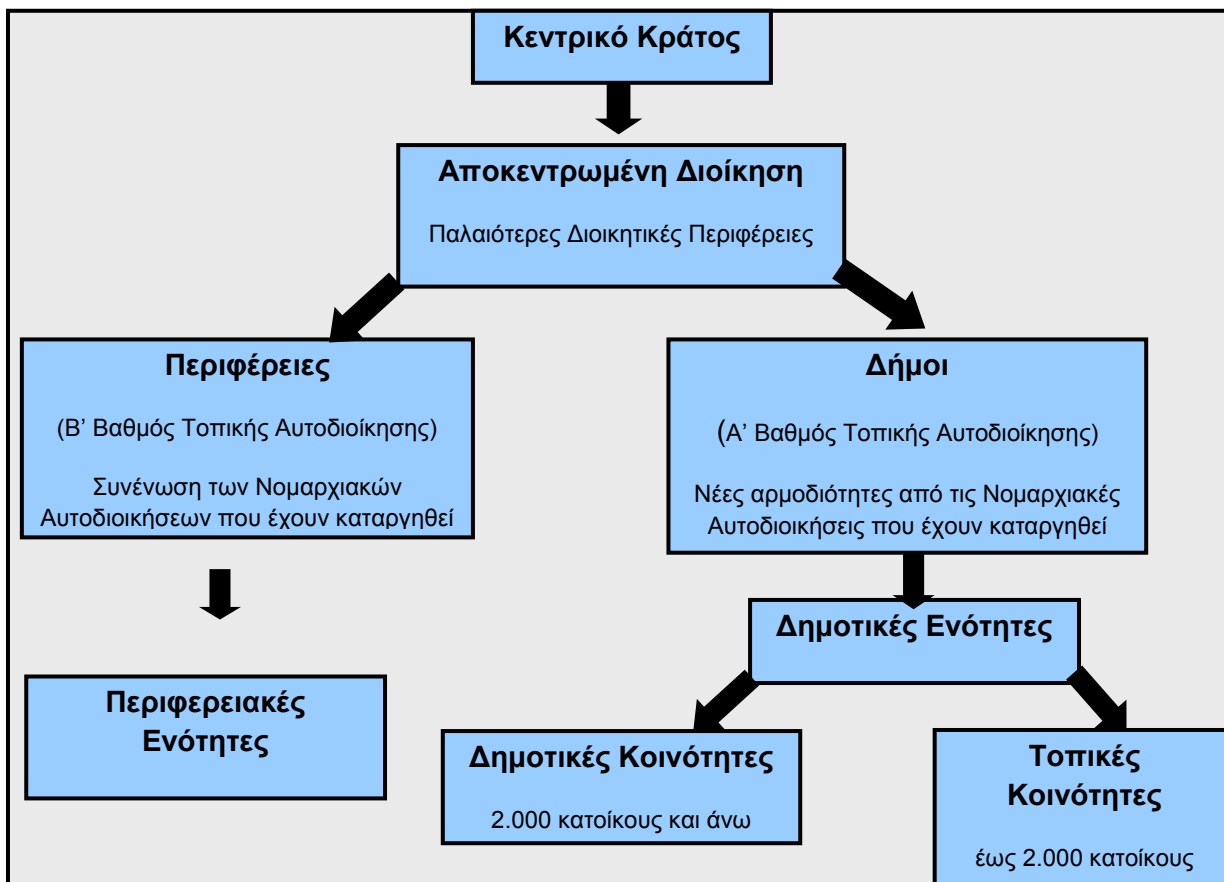 Κεντρικό Κράτος
Αποκεντρωμένη Διοίκηση
Παλαιότερες Διοικητικές Περιφέρειες
Περιφέρειες
(Β’ Βαθμός Τοπικής Αυτοδιοίκησης)
Συνένωση των Νομαρχιακών
Αυτοδιοικήσεων που έχουν καταργηθεί
Δήμοι
(Α’ Βαθμός Τοπικής Αυτοδιοίκησης)
Νέες αρμοδιότητες από τις Νομαρχιακές
Αυτοδιοικήσεις που έχουν καταργηθεί
Περιφερειακές
Ενότητες
Δημοτικές Ενότητες
Δημοτικές Κοινότητες
2.000 κατοίκους και άνω
Τοπικές
Κοινότητες
έως 2.000 κατοίκους